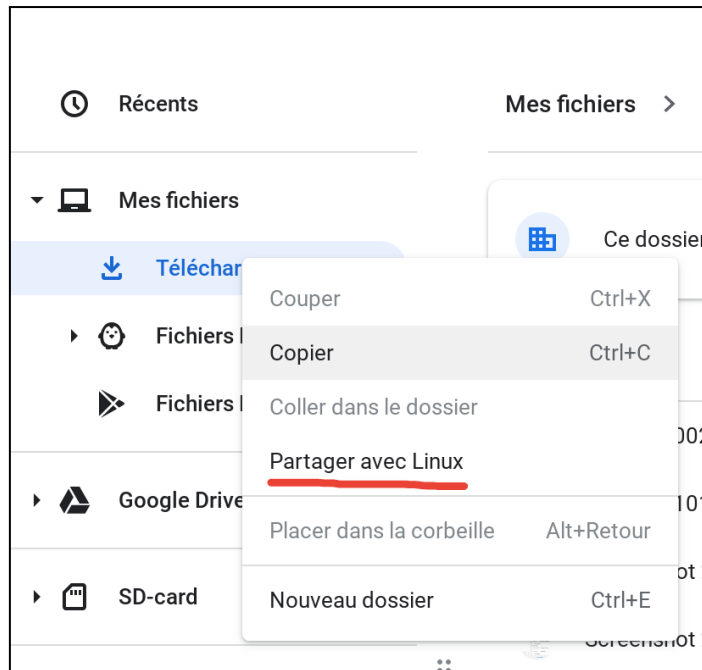 Récents
Mes fichiers >
Mes fichiers
Ce dossier
Téléchar
Couper Ctrl+X
Fichiers
Copier Ctrl+C
Fichiers
Coller dans le dossier
Partager avec Linux
Google Drive
Placer dans la corbeille Alt+Retour
SD-card
Nouveau dossier Ctrl+E
Screenshot